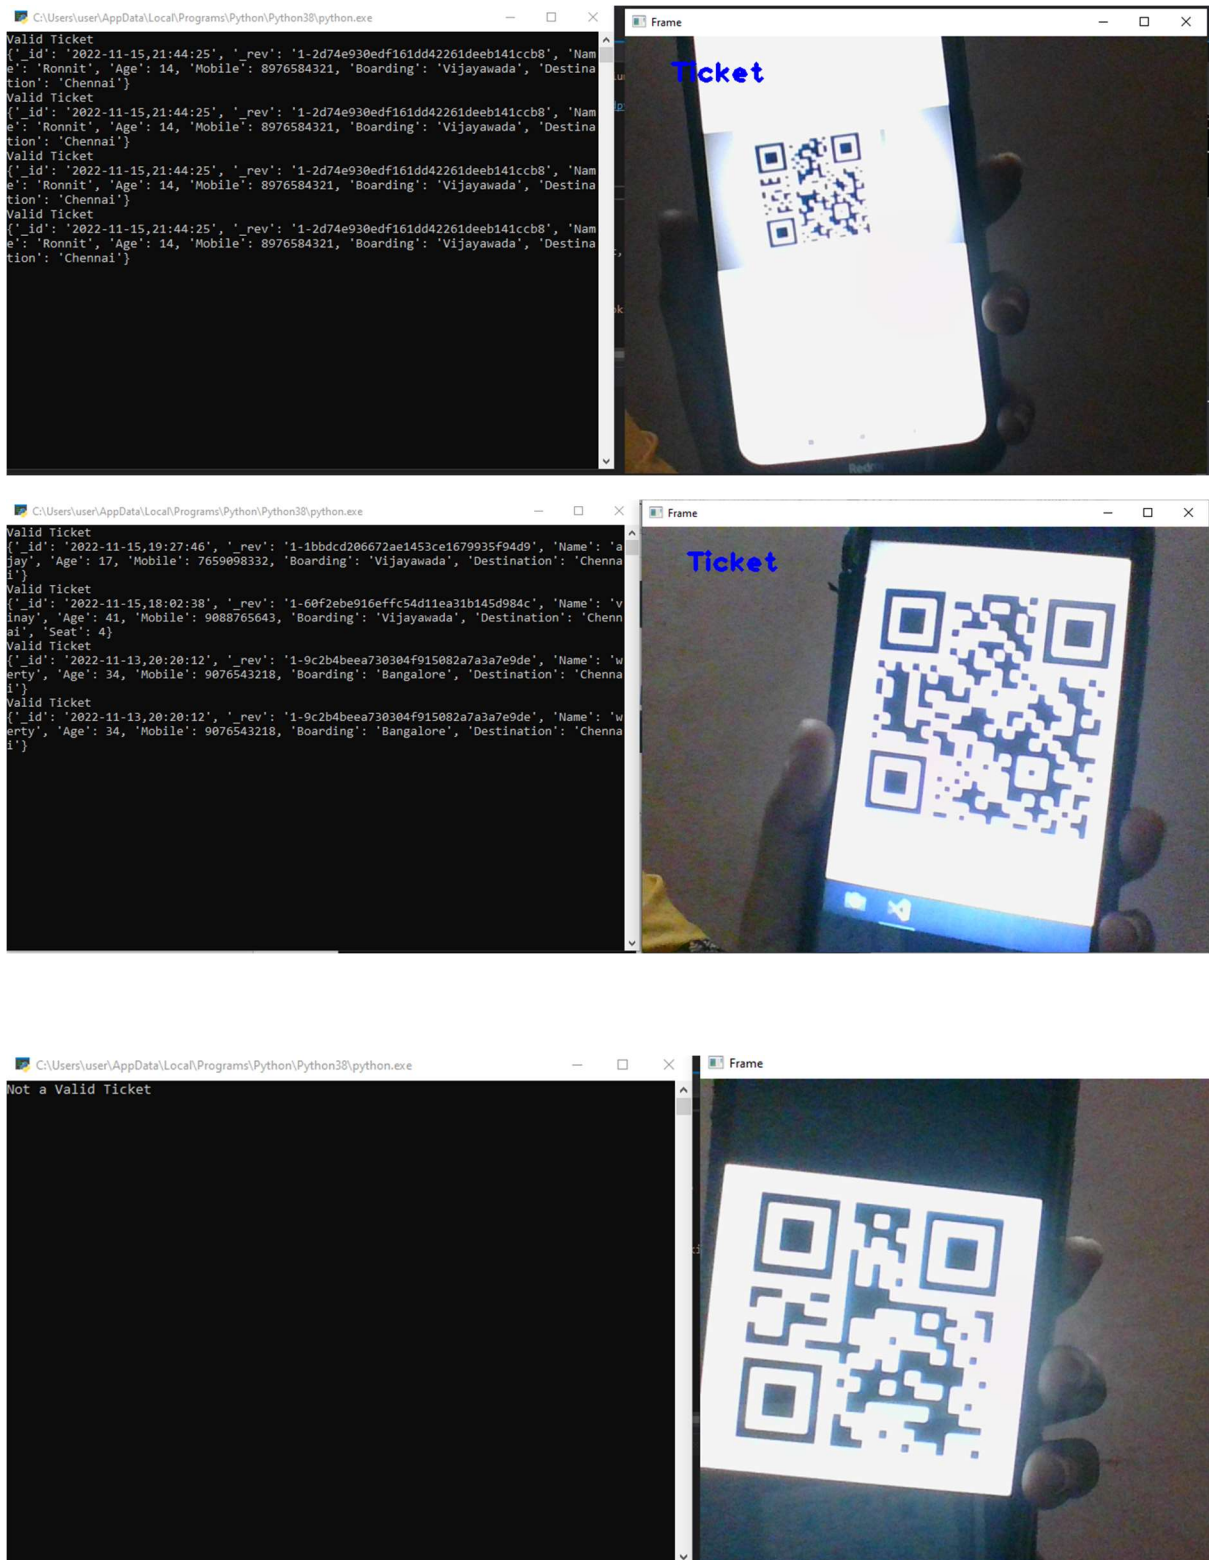 C:\Users\user\AppData\Local\Programs\Python\Python38\python.exe
Valid Ticket
{'_id': '2022-11-15,21:44:25', '_rev': '1-2d74e930edf161dd42261deeb141ccb8', 'Nam
e': 'Ronnit', 'Age': 14, 'Mobile': 8976584321, 'Boarding': 'Vijayawada', 'Destina
tion': 'Chennai'}
Valid Ticket
{'_id': '2022-11-15,21:44:25', '_rev': '1-2d74e930edf161dd42261deeb141ccb8', 'Nam
e': 'Ronnit', 'Age': 14, 'Mobile': 8976584321, 'Boarding': 'Vijayawada', 'Destina
tion': 'Chennai'}
Valid Ticket
{'_id': '2022-11-15,21:44:25', '_rev': '1-2d74e930edf161dd42261deeb141ccb8', 'Nam
e': 'Ronnit', 'Age': 14, 'Mobile': 8976584321, 'Boarding': 'Vijayawada', 'Destina
tion': 'Chennai'}
Valid Ticket
{'_id': '2022-11-15,21:44:25', '_rev': '1-2d74e930edf161dd42261deeb141ccb8', 'Nam
e': 'Ronnit', 'Age': 14, 'Mobile': 8976584321, 'Boarding': 'Vijayawada', 'Destina
tion': 'Chennai'}
Frame
Ticket
C:\Users\user\AppData\Local\Programs\Python\Python38\python.exe
Valid Ticket
{'_id': '2022-11-15,19:27:46', '_rev': '1-1bbdcd206672ae1453ce1679935f94d9', 'Name': 'a
jay', 'Age': 17, 'Mobile': 7659098332, 'Boarding': 'Vijayawada', 'Destination': 'Chenna
i'}
Valid Ticket
{'_id': '2022-11-15,18:02:38', '_rev': '1-60f2ebe916effc54d11ea31b145d984c', 'Name': 'v
inay', 'Age': 41, 'Mobile': 9088765643, 'Boarding': 'Vijayawada', 'Destination': 'Chenn
ai', 'Seat': 4}
Valid Ticket
{'_id': '2022-11-13,20:20:12', '_rev': '1-9c2b4beea730304f915082a7a3a7e9de', 'Name': 'w
erty', 'Age': 34, 'Mobile': 9076543218, 'Boarding': 'Bangalore', 'Destination': 'Chenna
i'}
Valid Ticket
{'_id': '2022-11-13,20:20:12', '_rev': '1-9c2b4beea730304f915082a7a3a7e9de', 'Name': 'w
erty', 'Age': 34, 'Mobile': 9076543218, 'Boarding': 'Bangalore', 'Destination': 'Chenna
i'}
Frame
Ticket
C:\Users\user\AppData\Local\Programs\Python\Python38\python.exe
Not a Valid Ticket
Frame